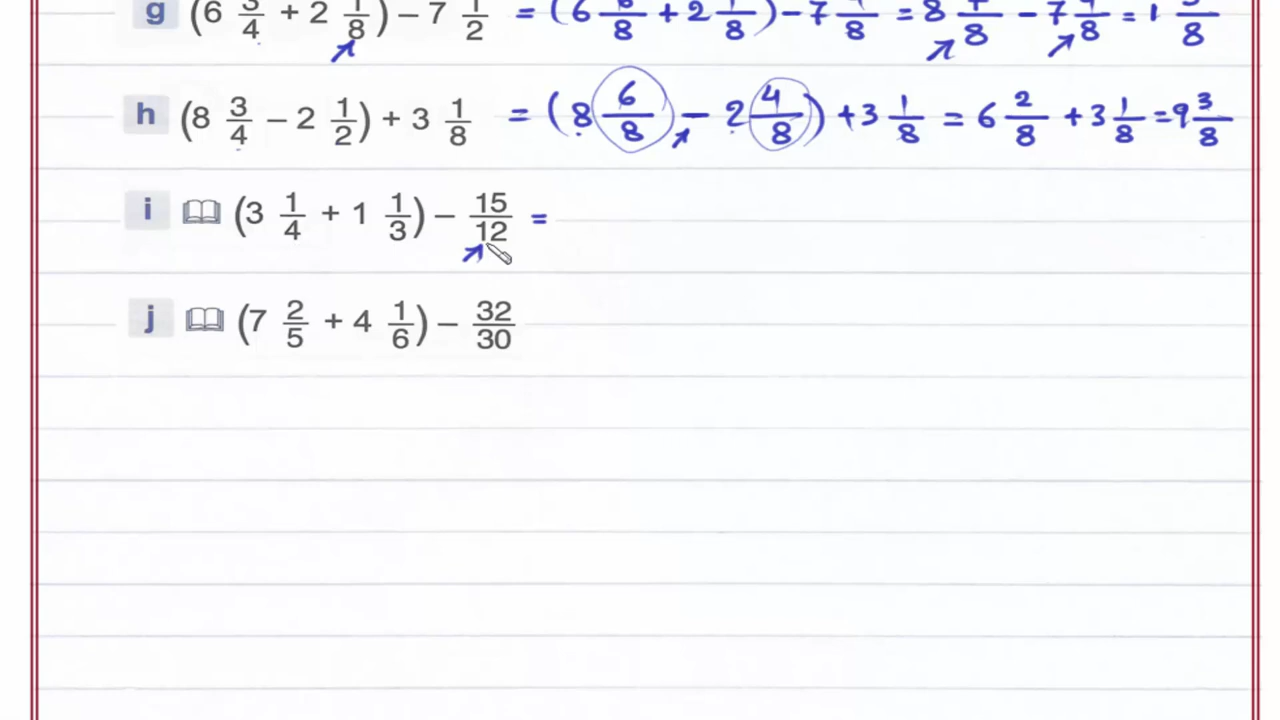 g (6 3/4 + 2 1/8) − 7 1/2 = (6 6/8 + 2 1/8) − 7 4/8 = 8 7/8 − 7 4/8 = 1 3/8
h (8 3/4 − 2 1/2) + 3 1/8 = (8 6/8 − 2 4/8) + 3 1/8 = 6 2/8 + 3 1/8 = 9 3/8
i (3 1/4 + 1 1/3) − 15/12 =
j (7 2/5 + 4 1/6) − 32/30